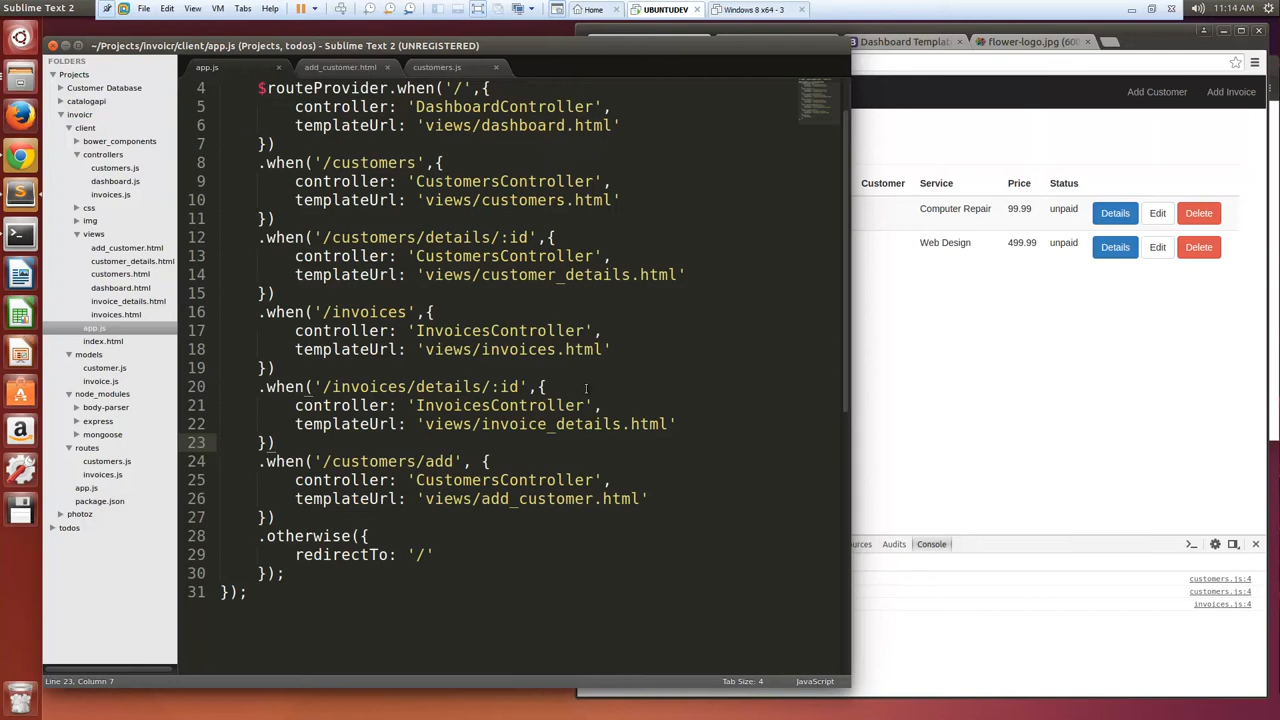 Sublime Text 2
File Edit View VM Tabs Help
Home
UBUNTUDEV
Windows 8 x64 - 3
11:14 AM
~/Projects/invoicr/client/app.js (Projects, todos) - Sublime Text 2 (UNREGISTERED)
Dashboard Templat
flower-logo.jpg (600
FOLDERS
Projects
Customer Database
catalogapi
invoicr
client
bower_components
controllers
customers.js
dashboard.js
invoices.js
css
img
views
add_customer.html
customer_details.html
customers.html
dashboard.html
invoice_details.html
invoices.html
app.js
index.html
models
customer.js
invoice.js
node_modules
body-parser
express
mongoose
routes
customers.js
invoices.js
app.js
package.json
photoz
todos
app.js
add_customer.html
customers.js
4 $routeProvider.when('/',{
5 controller: 'DashboardController',
6 templateUrl: 'views/dashboard.html'
7 })
8 .when('/customers',{
9 controller: 'CustomersController',
10 templateUrl: 'views/customers.html'
11 })
12 .when('/customers/details/:id',{
13 controller: 'CustomersController',
14 templateUrl: 'views/customer_details.html'
15 })
16 .when('/invoices',{
17 controller: 'InvoicesController',
18 templateUrl: 'views/invoices.html'
19 })
20 .when('/invoices/details/:id',{
21 controller: 'InvoicesController',
22 templateUrl: 'views/invoice_details.html'
23 })
24 .when('/customers/add', {
25 controller: 'CustomersController',
26 templateUrl: 'views/add_customer.html'
27 })
28 .otherwise({
29 redirectTo: '/'
30 });
31 });
Line 23, Column 7
Tab Size: 4
JavaScript
Add Customer Add Invoice
Customer Service Price Status
Computer Repair 99.99 unpaid Details Edit Delete
Web Design 499.99 unpaid Details Edit Delete
ources Audits Console
customers.js:4
customers.js:4
invoices.js:4